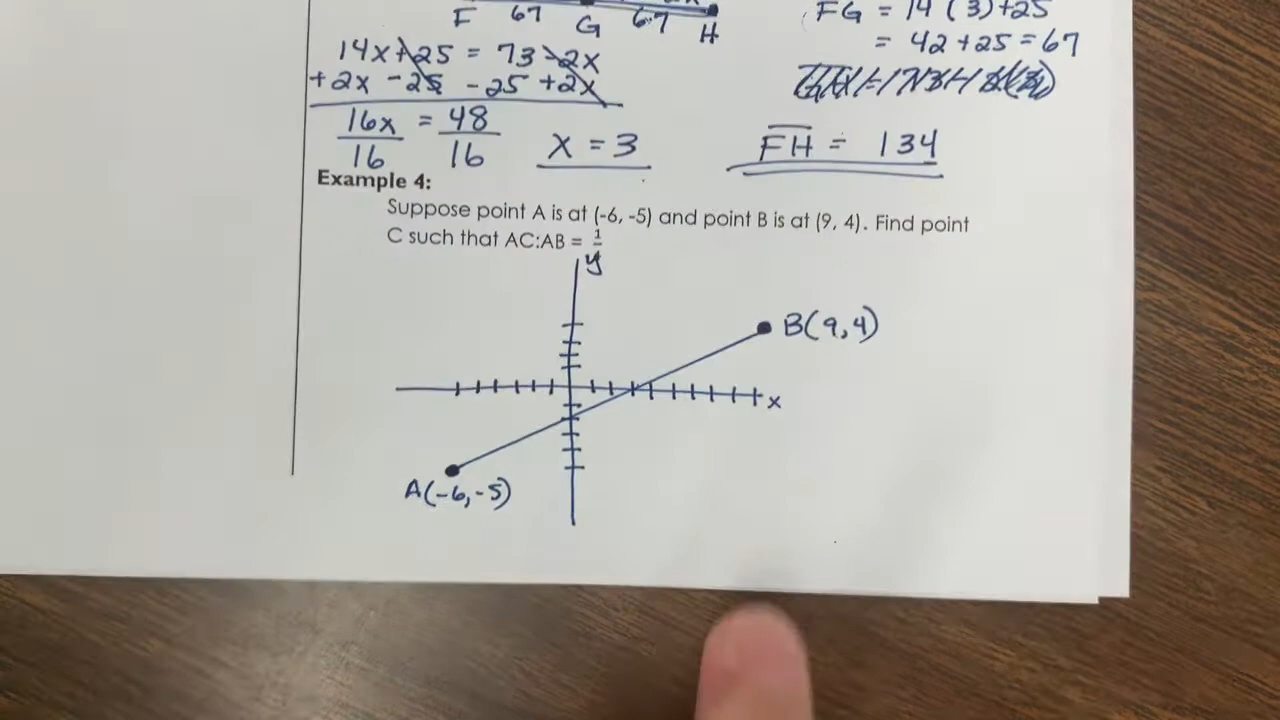 F 67 G 67 H
FG = 14(3)+25
= 42+25=67
14x+25 = 73-2x
+2x -25 -25 +2x
16x = 48
16 16
x = 3
FH = 134
Example 4:
Suppose point A is at (-6, -5) and point B is at (9, 4). Find point
C such that AC:AB = 1
y
B(9,4)
x
A(-6,-5)